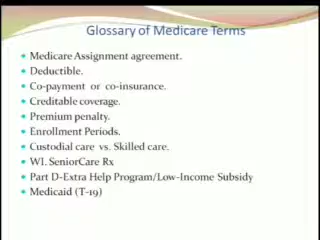 Glossary of Medicare Terms
Medicare Assignment agreement.
Deductible.
Co-payment or co-insurance.
Creditable coverage.
Premium penalty.
Enrollment Periods.
Custodial care vs. Skilled care.
WI. SeniorCare Rx
Part D-Extra Help Program/Low-Income Subsidy
Medicaid (T-19)